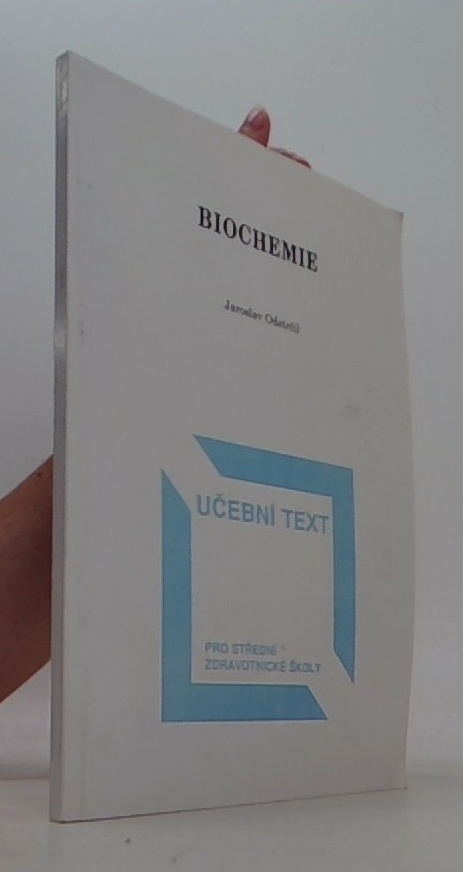 BIOCHEMIE
Jaroslav Odstrčil
UČEBNÍ TEXT
PRO STŘEDNÍ
ZDRAVOTNICKÉ ŠKOLY